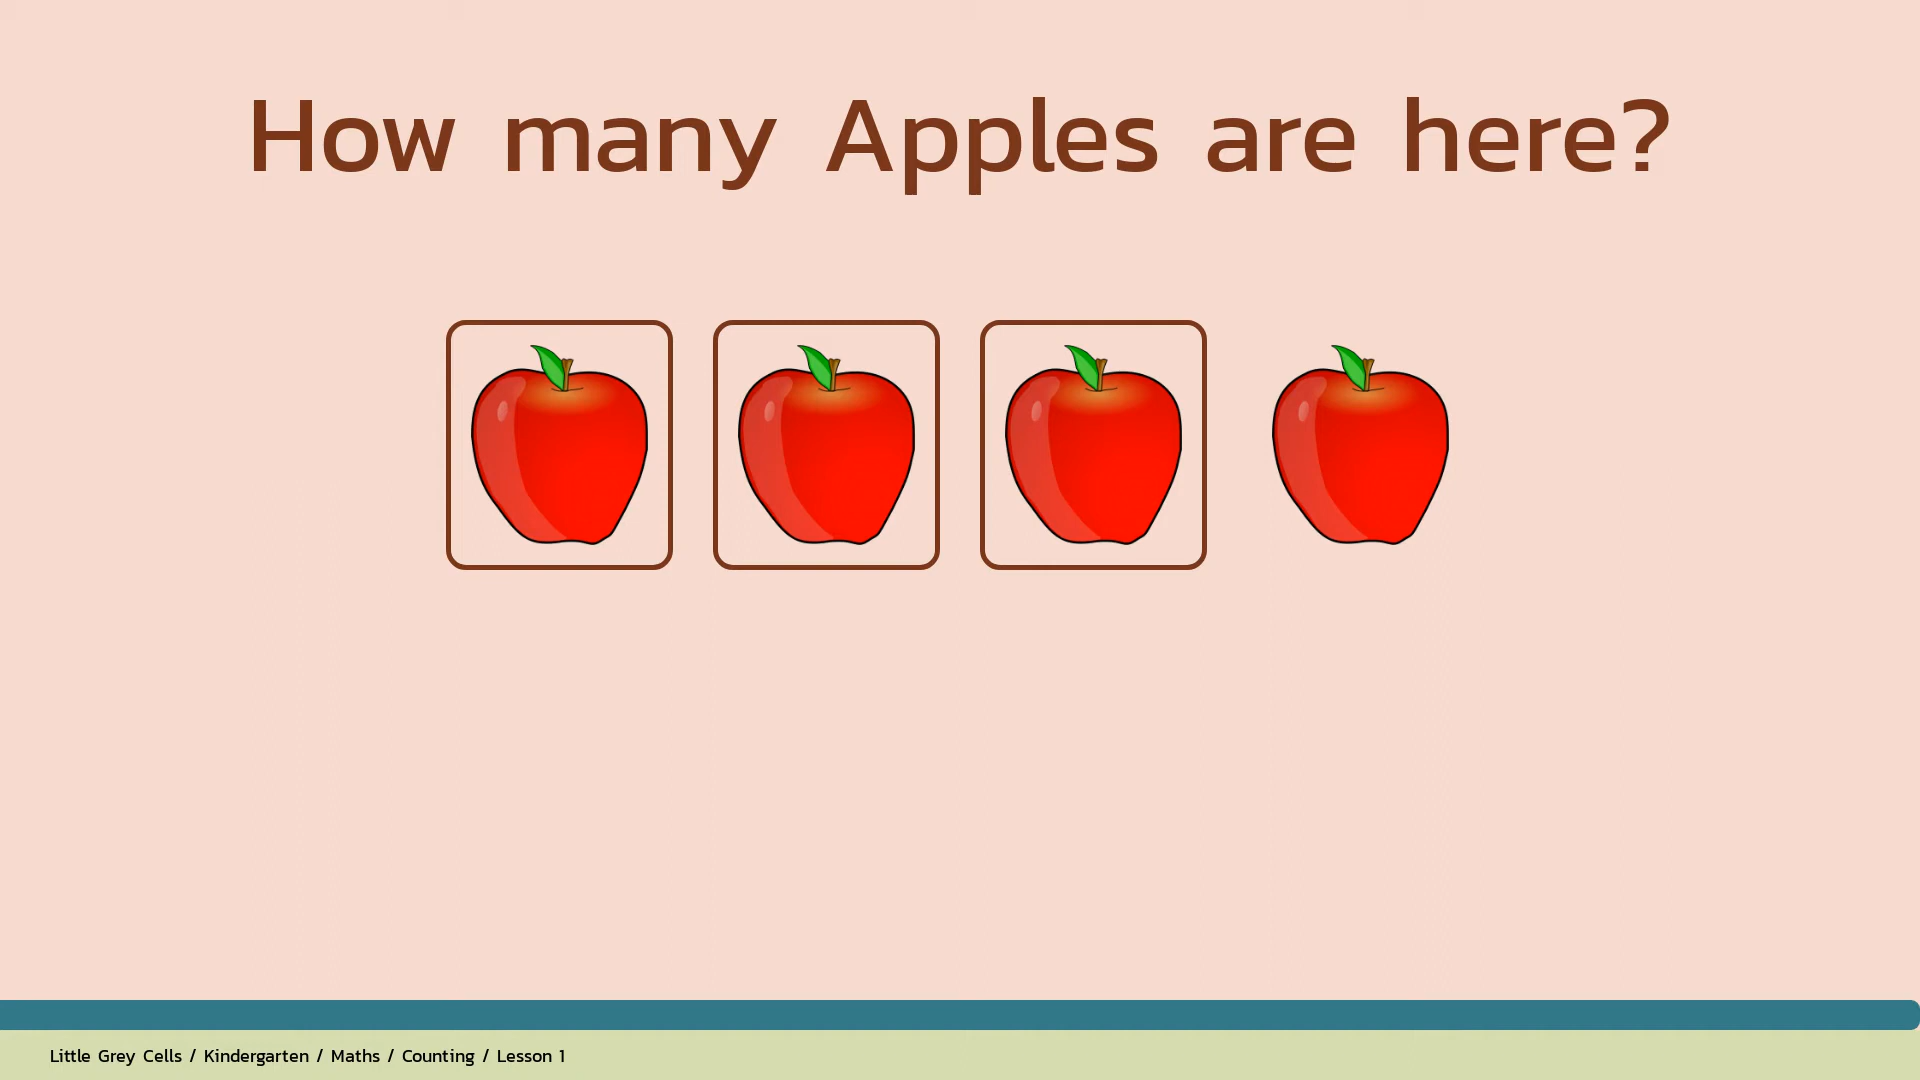 How many Apples are here?
Little Grey Cells / Kindergarten / Maths / Counting / Lesson 1